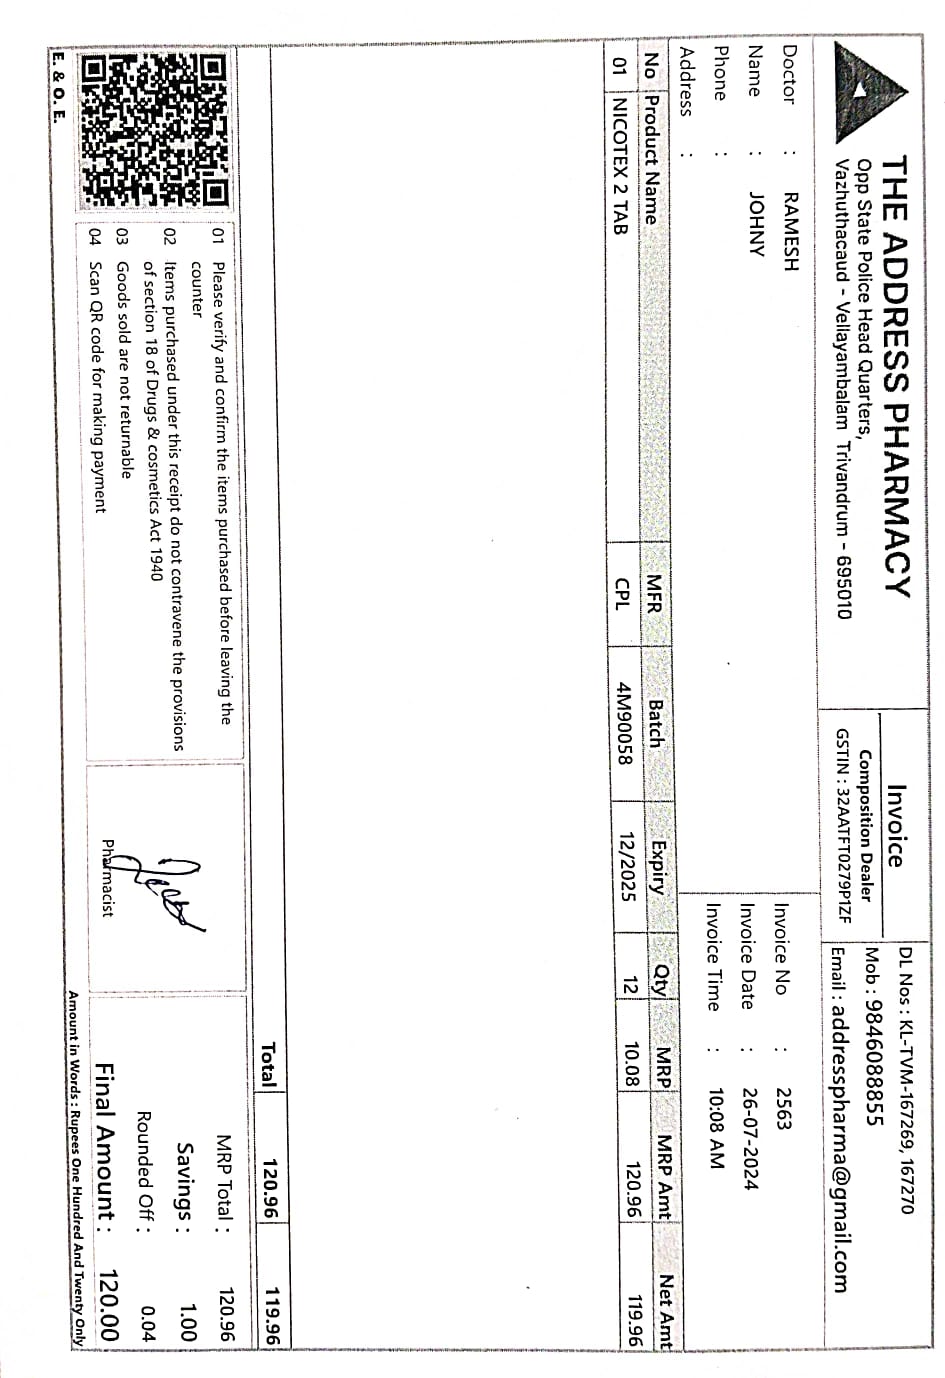 THE ADDRESS PHARMACY
Opp State Police Head Quarters,
Vazhuthacaud - Vellayambalam Trivandrum - 695010
Invoice
Composition Dealer
GSTIN : 32AATFT0279P1ZF
DL Nos : KL-TVM-167269, 167270
Mob : 9846088855
Email : addresspharma@gmail.com
Doctor : RAMESH
Name : JOHNY
Phone :
Address :
Invoice No : 2563
Invoice Date : 26-07-2024
Invoice Time : 10:08 AM
No Product Name MFR Batch Expiry Qty MRP MRP Amt Net Amt
01 NICOTEX 2 TAB CPL 4M90058 12/2025 12 10.08 120.96 119.96
Total 120.96 119.96
01 Please verify and confirm the items purchased before leaving the
counter
02 Items purchased under this receipt do not contravene the provisions
of section 18 of Drugs & cosmetics Act 1940
03 Goods sold are not returnable
04 Scan QR code for making payment
Pharmacist
MRP Total : 120.96
Savings : 1.00
Rounded Off : 0.04
Final Amount : 120.00
Amount in Words : Rupees One Hundred And Twenty Only
E. & O. E.